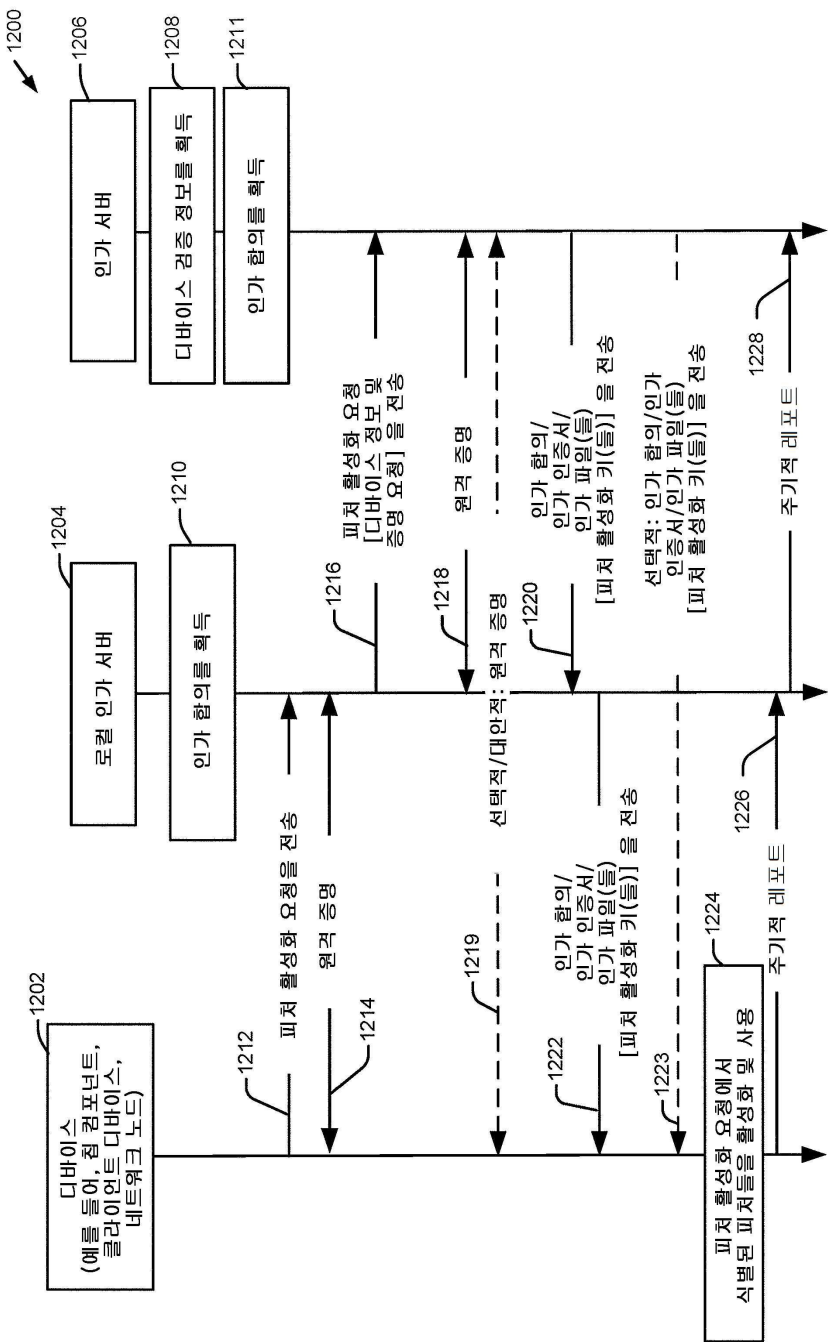 1200
1202
디바이스
(예를 들어, 칩 컴포넌트,
클라이언트 디바이스,
네트워크 노드)
1204
로컬 인가 서버
1206
인가 서버
1208
디바이스 검증 정보를 획득
1210
인가 합의를 획득
1211
인가 합의를 획득
1212
피처 활성화 요청을 전송
원격 증명
1214
1216
피처 활성화 요청
[디바이스 정보 및
증명 요청] 을 전송
1218
원격 증명
1219
선택적/대안적: 원격 증명
1220
인가 합의/
인가 인증서/
인가 파일(들)
[피처 활성화 키(들)] 을 전송
1222
인가 합의/
인가 인증서/
인가 파일(들)
[피처 활성화 키(들)] 을 전송
1223
선택적: 인가 합의/인가
인증서/인가 파일(들)
[피처 활성화 키(들)] 을 전송
1224
피처 활성화 요청에서
식별된 피처들을 활성화 및 사용
주기적 레포트
1226
주기적 레포트
1228